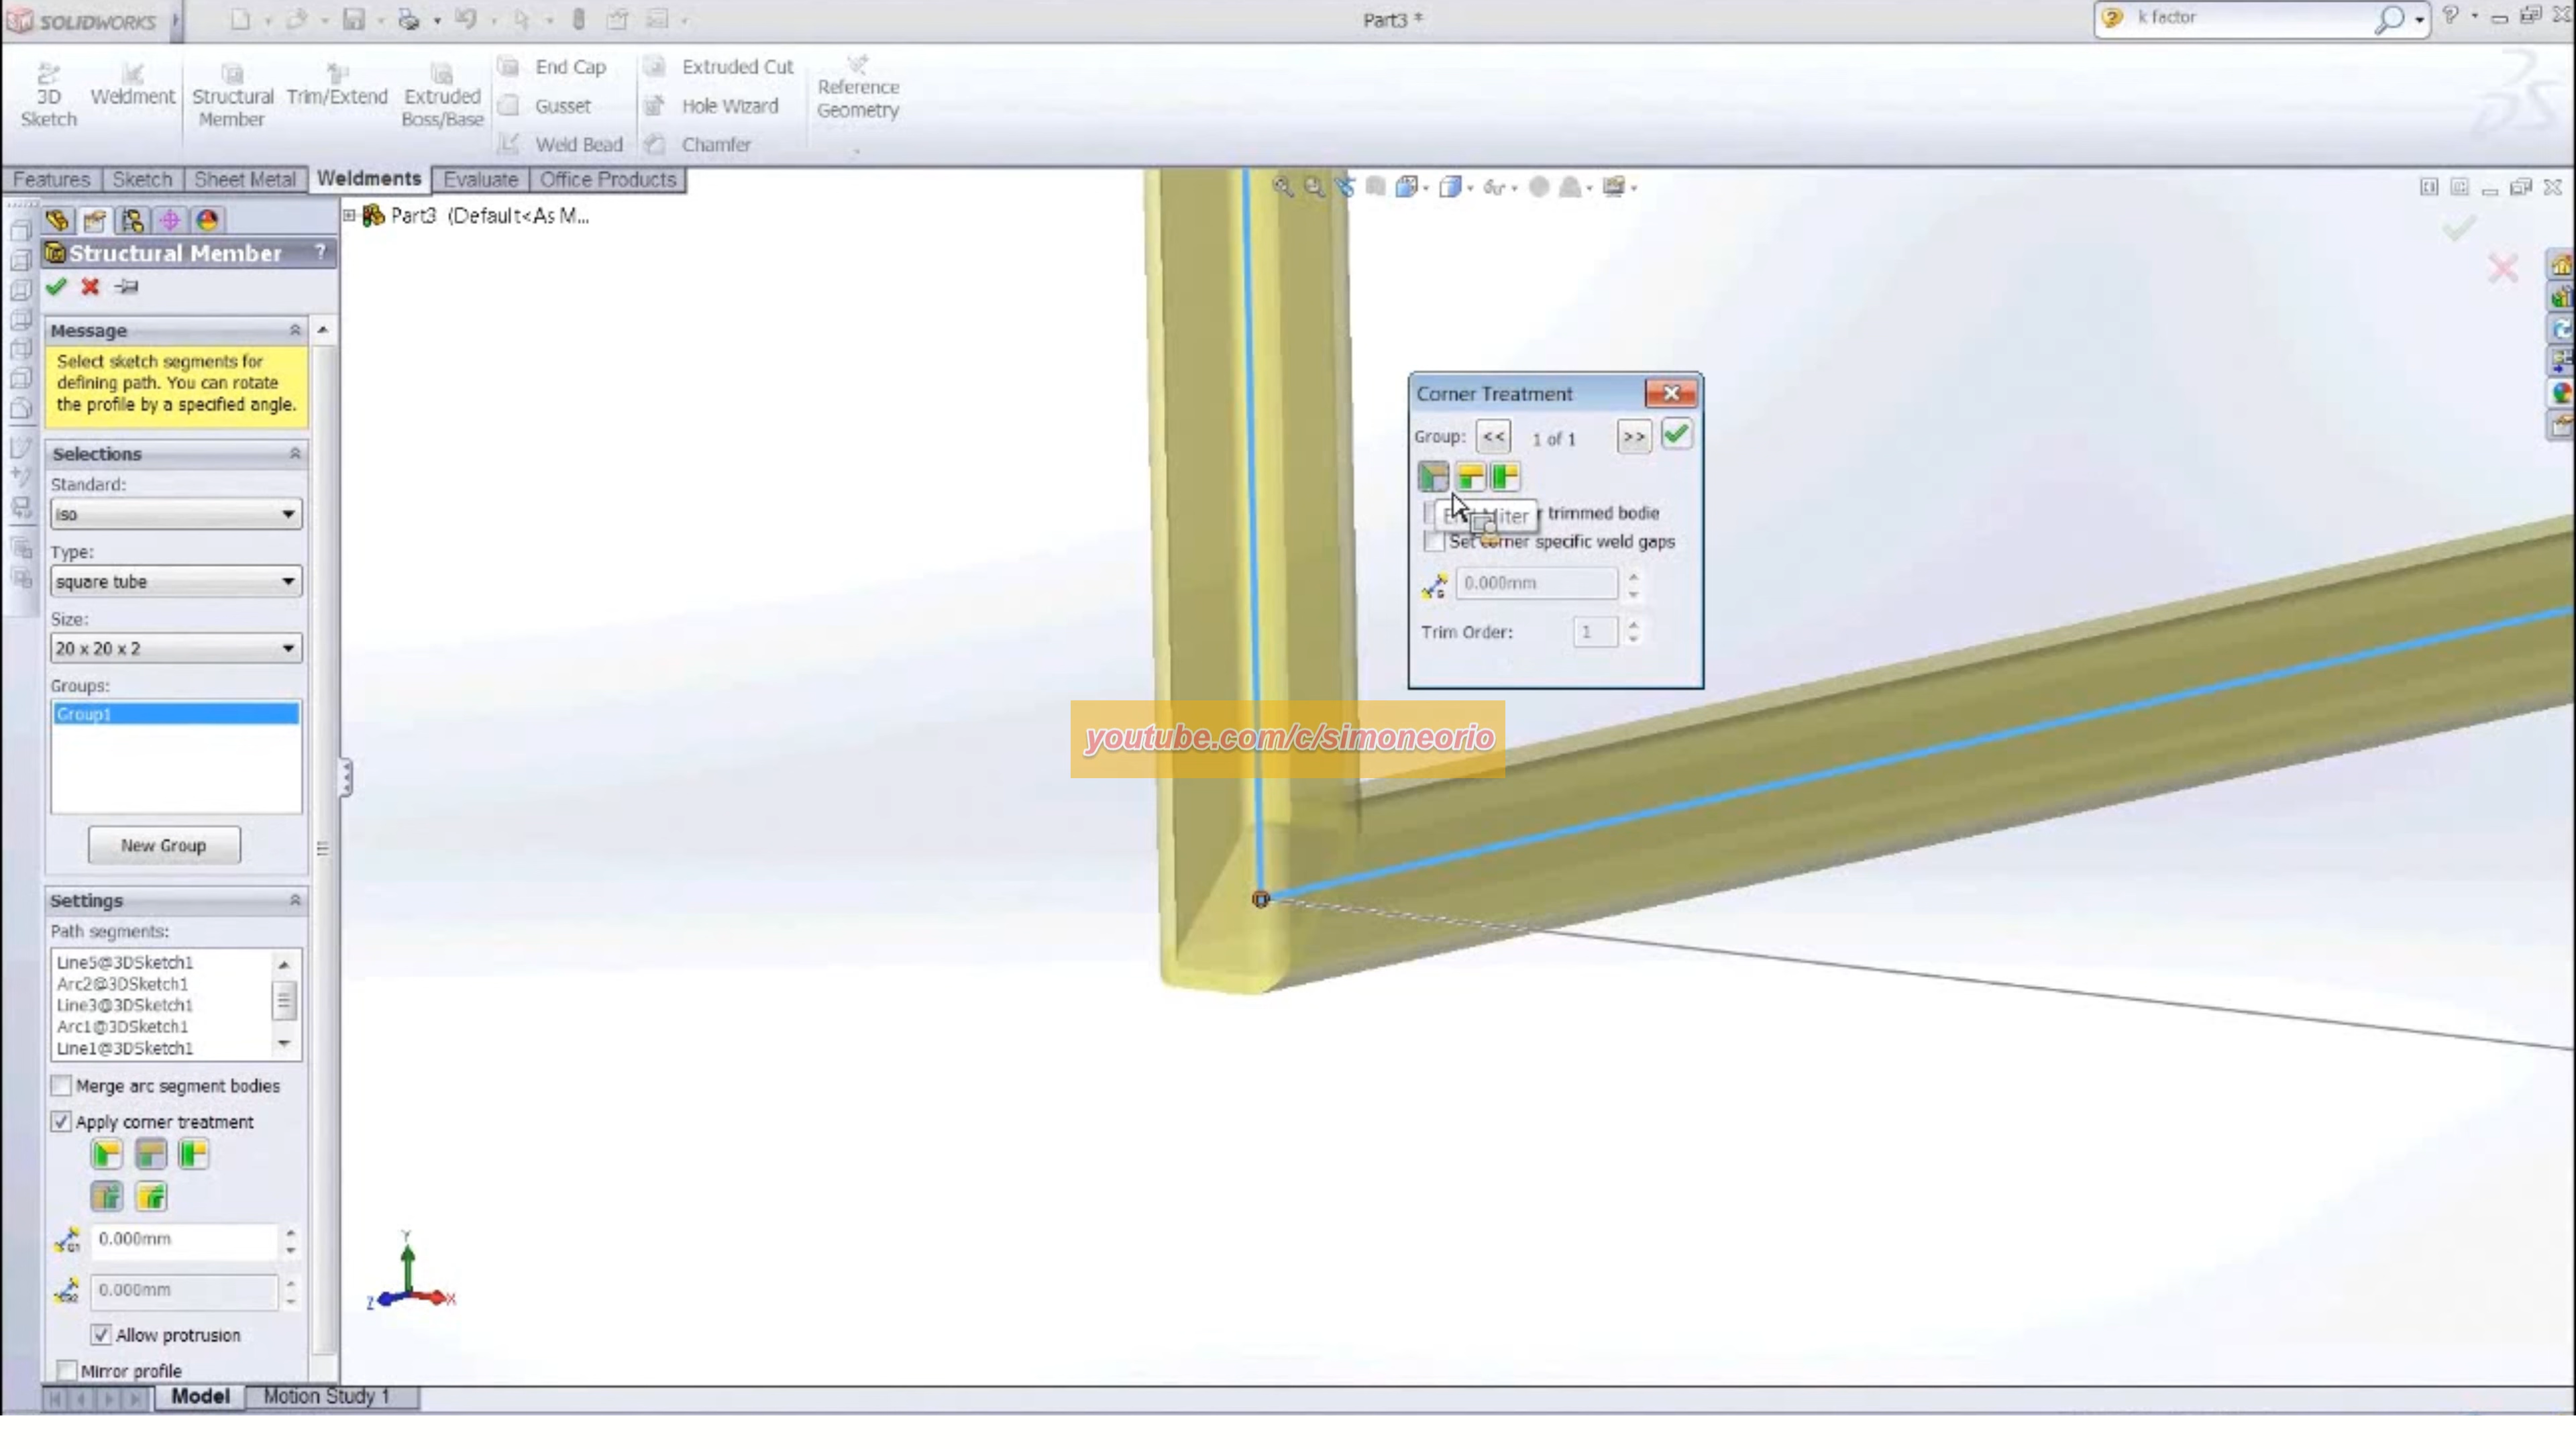 SOLIDWORKS
Part3 *
k factor
3D Sketch
Weldment
Structural Member
Trim/Extend
Extruded Boss/Base
End Cap
Gusset
Weld Bead
Extruded Cut
Hole Wizard
Chamfer
Reference Geometry
Features
Sketch
Sheet Metal
Weldments
Evaluate
Office Products
Part3 (Default<As M...
Structural Member
?
Message
Select sketch segments for
defining path. You can rotate
the profile by a specified angle.
Selections
Standard:
iso
Type:
square tube
Size:
20 x 20 x 2
Groups:
Group1
New Group
Settings
Path segments:
Line5@3DSketch1
Arc2@3DSketch1
Line3@3DSketch1
Arc1@3DSketch1
Line1@3DSketch1
Merge arc segment bodies
Apply corner treatment
0.000mm
0.000mm
Allow protrusion
Mirror profile
Corner Treatment
Group: << 1 of 1 >>
trimmed bodie
Set corner specific weld gaps
0.000mm
Trim Order: 1
youtube.com/c/simoneorio
Y
Z
X
Model
Motion Study 1